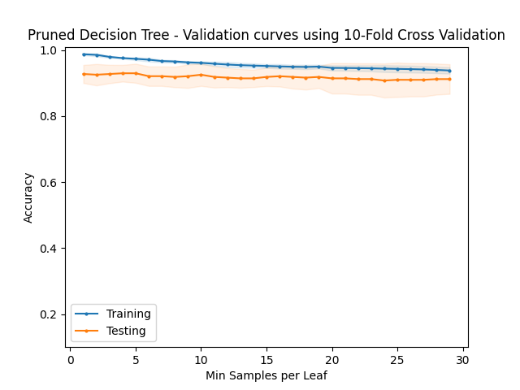 Pruned Decision Tree - Validation curves using 10-Fold Cross Validation
1.0
0.8
0.6
0.4
0.2
Accuracy
Training
Testing
0 5 10 15 20 25 30
Min Samples per Leaf